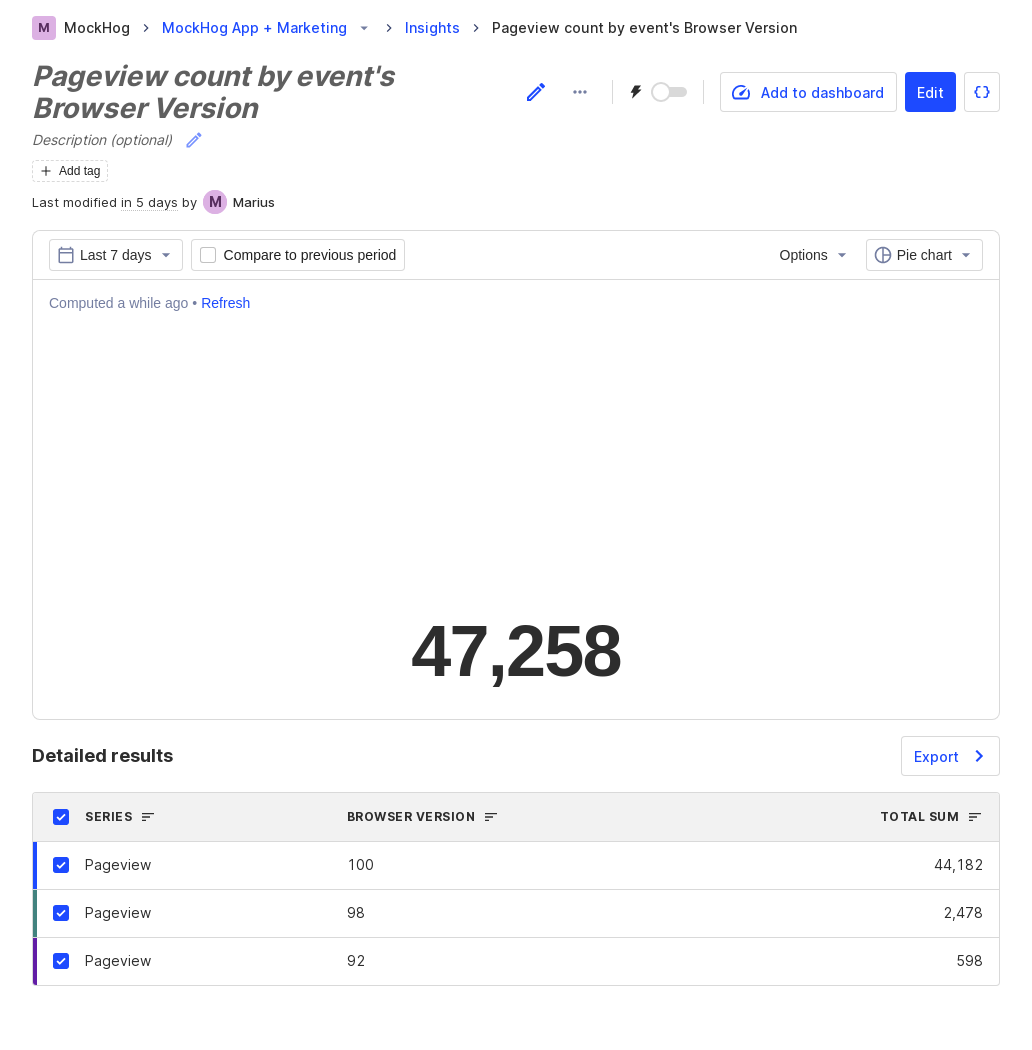 M MockHog MockHog App + Marketing Insights Pageview count by event's Browser Version
Pageview count by event's
Browser Version
Add to dashboard Edit
Description (optional)
Add tag
Last modified in 5 days by M Marius
Last 7 days Compare to previous period Options Pie chart
Computed a while ago • Refresh
47,258
Detailed results Export
SERIES BROWSER VERSION TOTAL SUM
Pageview 100 44,182
Pageview 98 2,478
Pageview 92 598